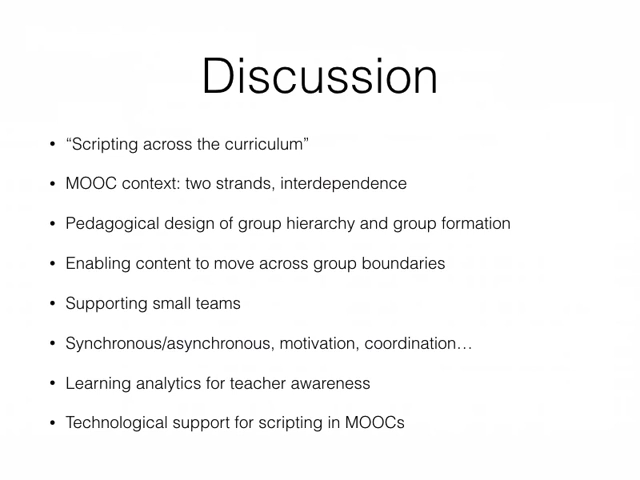 Discussion
• “Scripting across the curriculum”
• MOOC context: two strands, interdependence
• Pedagogical design of group hierarchy and group formation
• Enabling content to move across group boundaries
• Supporting small teams
• Synchronous/asynchronous, motivation, coordination…
• Learning analytics for teacher awareness
• Technological support for scripting in MOOCs